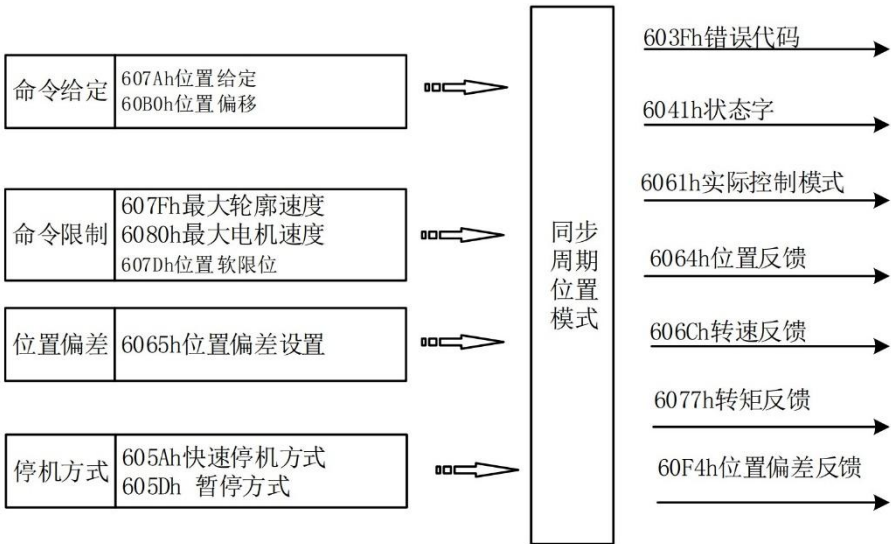 命令给定
607Ah位置给定
60B0h位置偏移
命令限制
607Fh最大轮廓速度
6080h最大电机速度
607Dh位置软限位
位置偏差
6065h位置偏差设置
停机方式
605Ah快速停机方式
605Dh 暂停方式
同步
周期
位置
模式
603Fh错误代码
6041h状态字
6061h实际控制模式
6064h位置反馈
606Ch转速反馈
6077h转矩反馈
60F4h位置偏差反馈